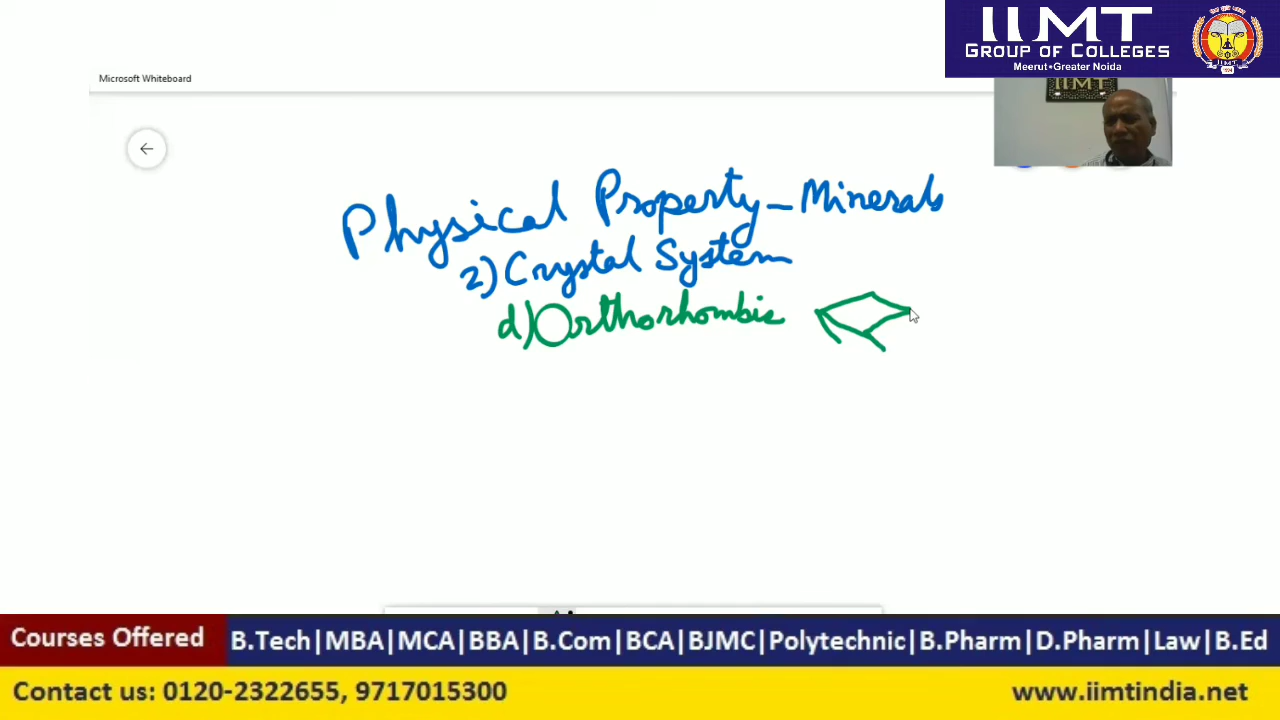 IIMT
GROUP OF COLLEGES
Meerut•Greater Noida
IIMT
Microsoft Whiteboard
IIMT
Physical Property - Minerals
2) Crystal System
d) Orthorhombic
Courses Offered
B.Tech|MBA|MCA|BBA|B.Com|BCA|BJMC|Polytechnic|B.Pharm|D.Pharm|Law|B.Ed
Contact us: 0120-2322655, 9717015300
www.iimtindia.net